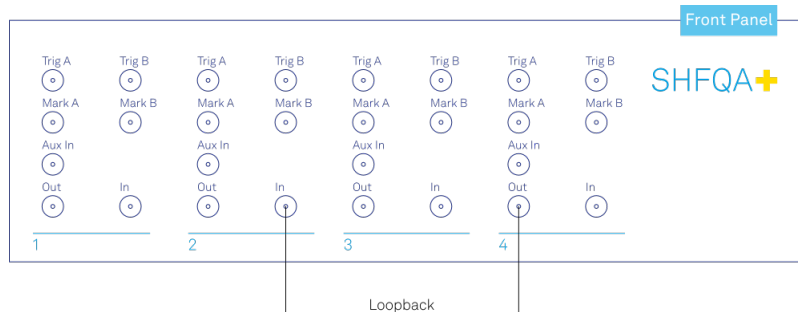 Front Panel
SHFQA+
Trig A Trig B Trig A Trig B Trig A Trig B Trig A Trig B
Mark A Mark B Mark A Mark B Mark A Mark B Mark A Mark B
Aux In Aux In Aux In Aux In
Out In Out In Out In Out In
1 2 3 4
Loopback